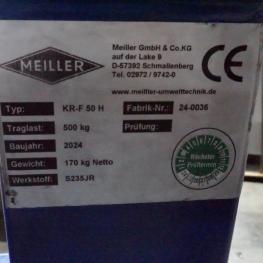 MEILLER
Meiller GmbH & Co.KG
auf der Lake 9
D-57392 Schmallenberg
Tel. 02972 / 9742-0
CE
www.meiller-umwelttechnik.de
Typ: KR-F 50 H Fabrik-Nr.: 24-0036
Traglast: 500 kg Prüfung:
Baujahr: 2024
Gewicht: 170 kg Netto
Werkstoff: S235JR
Nächster
Prüftermin